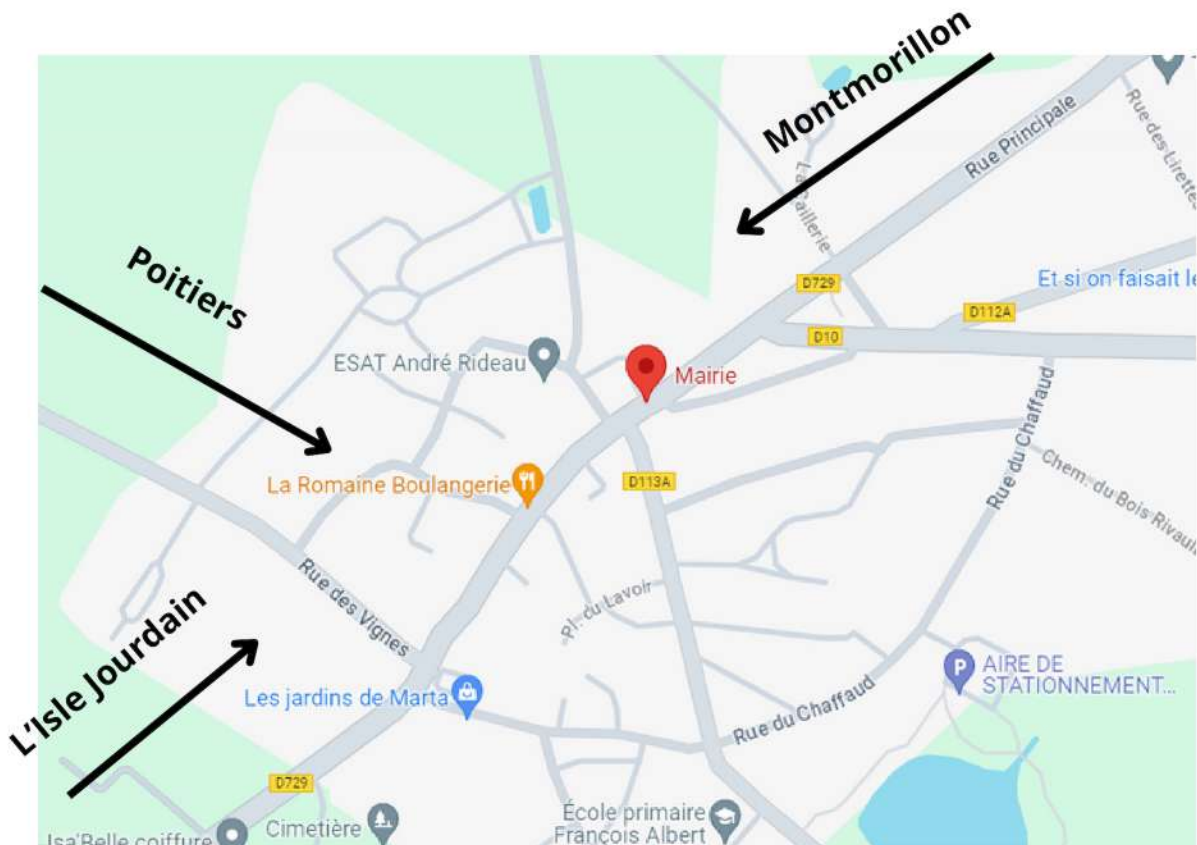 Montmorillon
Rue Principale
Rue des Lirettes
La Caillerie
Poitiers
D729
Et si on faisait le
D112A
D10
ESAT André Rideau
Mairie
Rue du Chaffaud
La Romaine Boulangerie
D113A
Chem. du Bois Rivault
Rue des Vignes
Pl. du Lavoir
L'Isle Jourdain
AIRE DE
STATIONNEMENT...
Les jardins de Marta
Rue du Chaffaud
D729
Cimetière
École primaire
François Albert
Isa'Belle coiffure